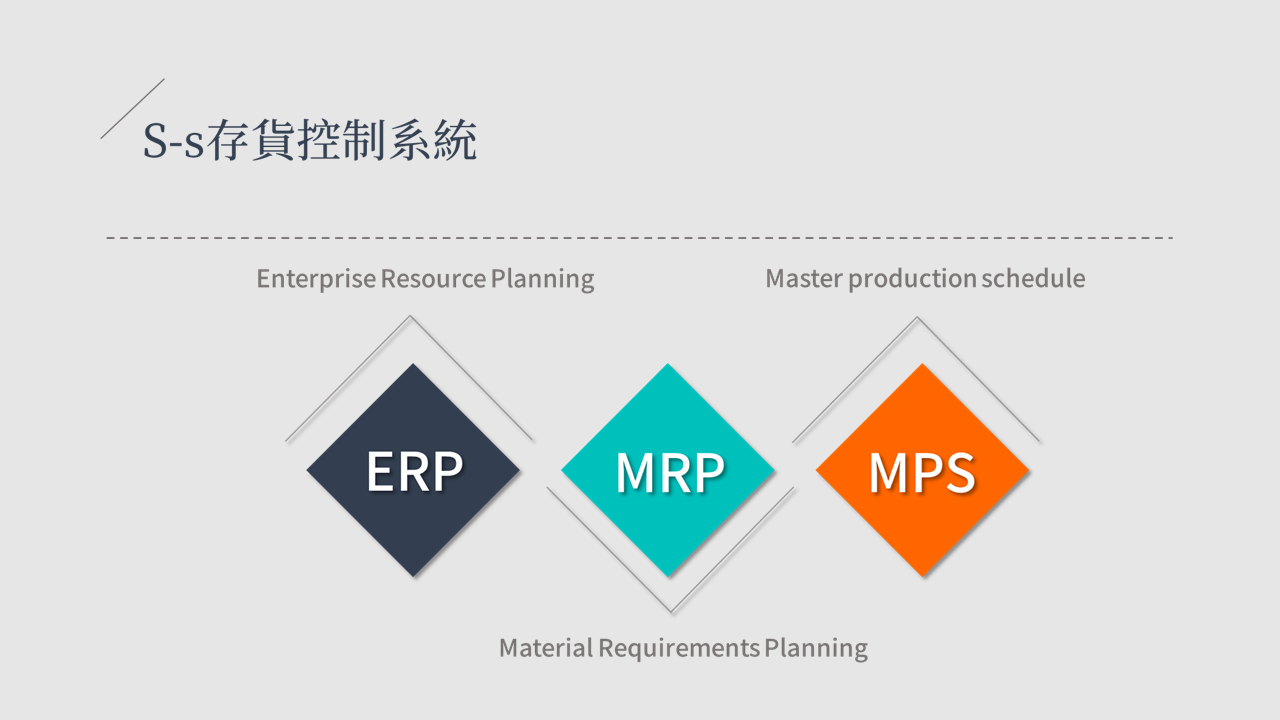 S-s存貨控制系統
Enterprise Resource Planning
Master production schedule
ERP
MRP
MPS
Material Requirements Planning